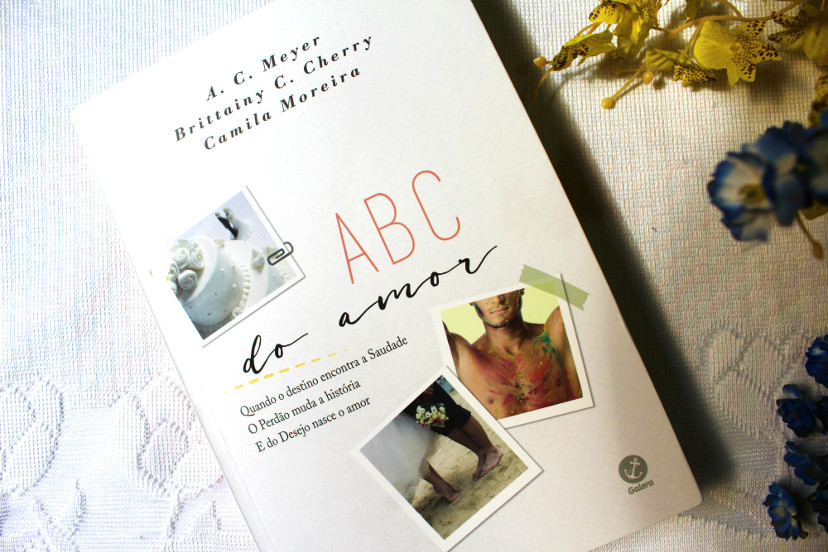 A. C. Meyer
Brittainy C. Cherry
Camila Moreira
ABC
do amor
Quando o destino encontra a Saudade
O Perdão muda a história
E do Desejo nasce o amor
Galera